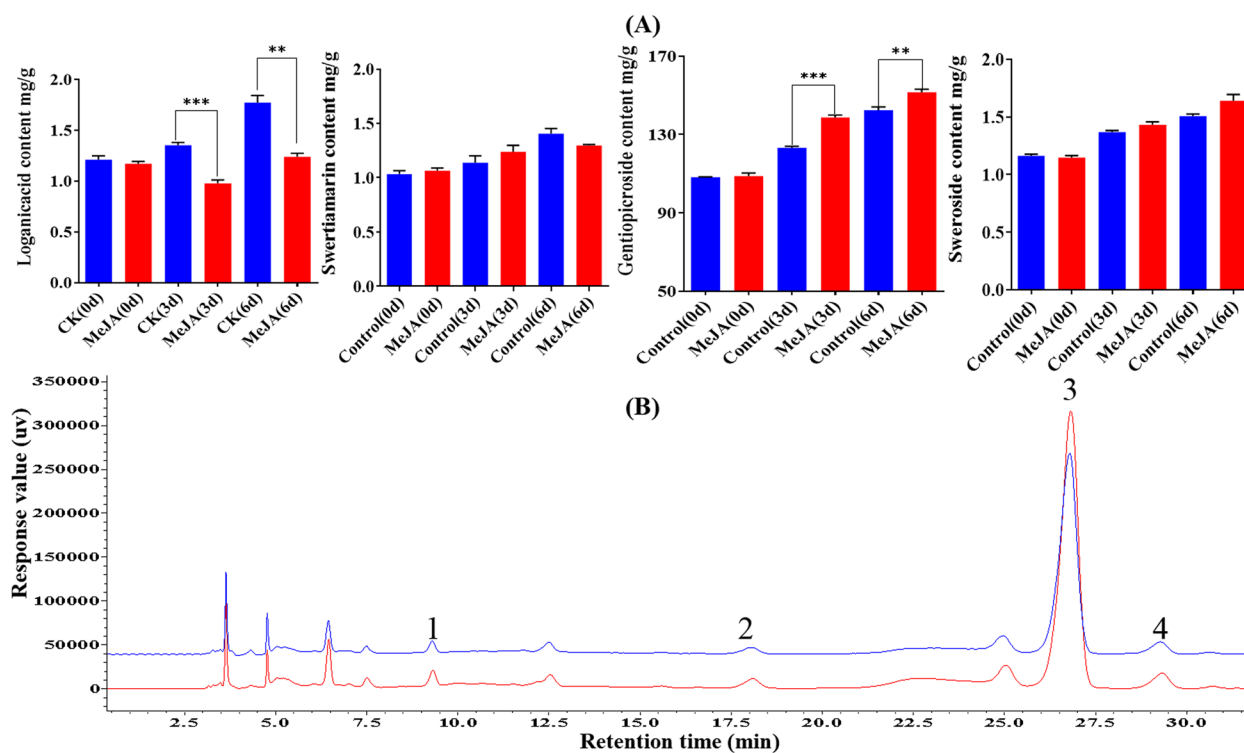 (A)
Loganicacid content mg/g
2.0
1.5
1.0
0.5
0.0
***
**
CK(0d)
MeJA(0d)
CK(3d)
MeJA(3d)
CK(6d)
MeJA(6d)
Swertiamarin content mg/g
2.0
1.5
1.0
0.5
0.0
Control(0d)
MeJA(0d)
Control(3d)
MeJA(3d)
Control(6d)
MeJA(6d)
Gentiopicroside content mg/g
170
130
90
50
***
**
Control(0d)
MeJA(0d)
Control(3d)
MeJA(3d)
Control(6d)
MeJA(6d)
Sweroside content mg/g
2.0
1.5
1.0
0.5
0.0
Control(0d)
MeJA(0d)
Control(3d)
MeJA(3d)
Control(6d)
MeJA(6d)
(B)
Response value (uv)
350000
300000
250000
200000
150000
100000
50000
0
1
2
3
4
2.5
5.0
7.5
10.0
12.5
15.0
17.5
20.0
22.5
25.0
27.5
30.0
Retention time (min)